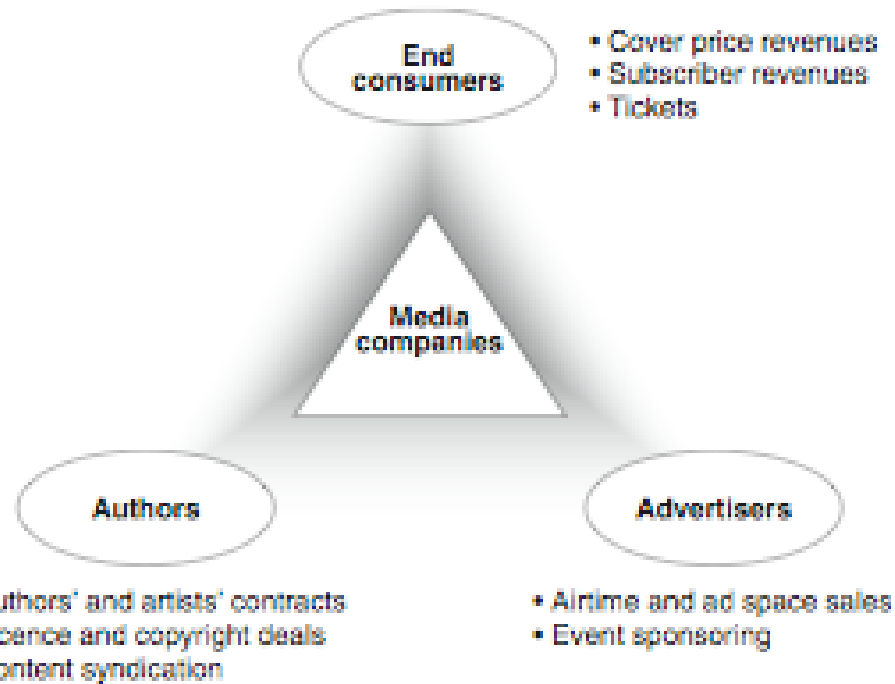 End
consumers
• Cover price revenues
• Subscriber revenues
• Tickets
Media
companies
Authors
Advertisers
uthors' and artists' contracts
cence and copyright deals
ontent syndication
• Airtime and ad space sales
• Event sponsoring